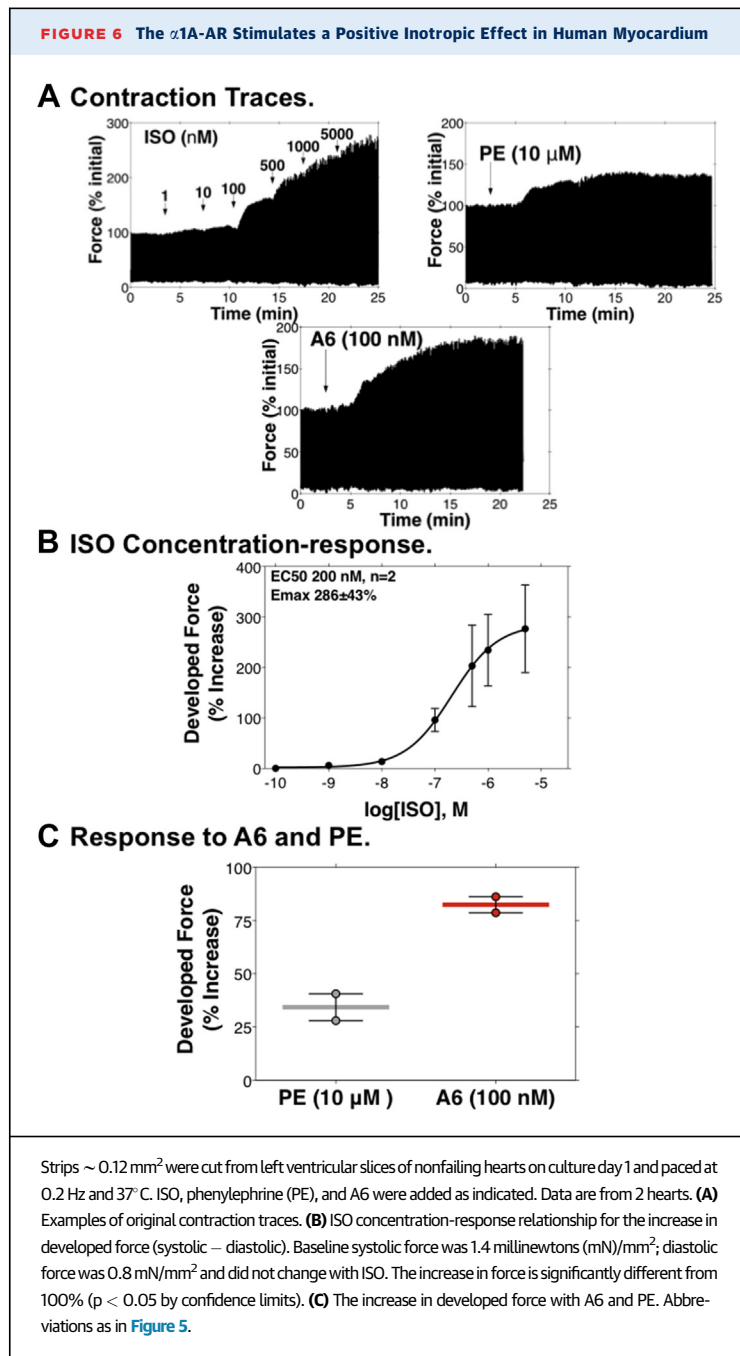 FIGURE 6 The α1A-AR Stimulates a Positive Inotropic Effect in Human Myocardium
A Contraction Traces.
300
200
100
0
Force (% initial)
ISO (nM)
1
10
100
500
1000
5000
0 5 10 15 20 25
Time (min)
200
150
100
50
0
Force (% initial)
PE (10 µM)
0 5 10 15 20 25
Time (min)
200
150
100
50
0
Force (% initial)
A6 (100 nM)
0 5 10 15 20 25
Time (min)
B ISO Concentration-response.
400
300
200
100
0
Developed Force
(% Increase)
EC50 200 nM, n=2
Emax 286±43%
-10 -9 -8 -7 -6 -5
log[ISO], M
C Response to A6 and PE.
100
75
50
25
0
Developed Force
(% Increase)
PE (10 µM ) A6 (100 nM)
Strips ~ 0.12 mm² were cut from left ventricular slices of nonfailing hearts on culture day 1 and paced at
0.2 Hz and 37°C. ISO, phenylephrine (PE), and A6 were added as indicated. Data are from 2 hearts. (A)
Examples of original contraction traces. (B) ISO concentration-response relationship for the increase in
developed force (systolic − diastolic). Baseline systolic force was 1.4 millinewtons (mN)/mm²; diastolic
force was 0.8 mN/mm² and did not change with ISO. The increase in force is significantly different from
100% (p < 0.05 by confidence limits). (C) The increase in developed force with A6 and PE. Abbre-
viations as in Figure 5.